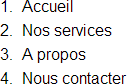 1. Accueil
2. Nos services
3. A propos
4. Nous contacter